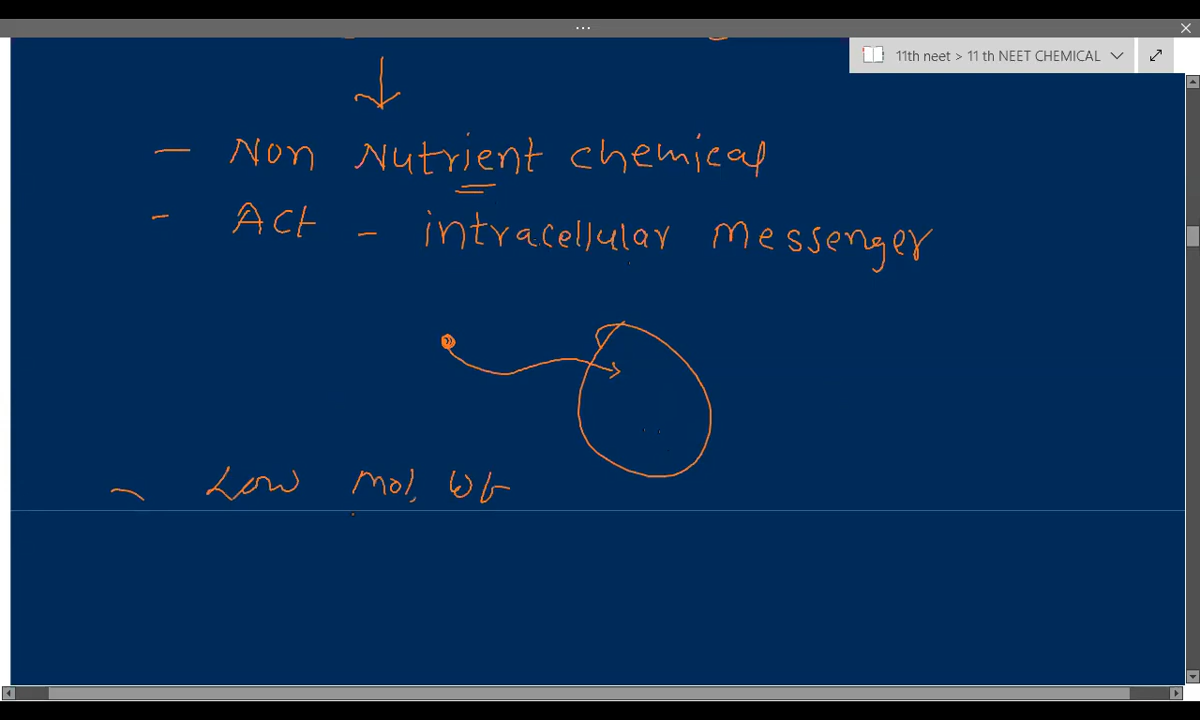 11th neet > 11 th NEET CHEMICAL
- Non Nutrient chemical
- Act - intracellular messenger
- Low Mol. Wt